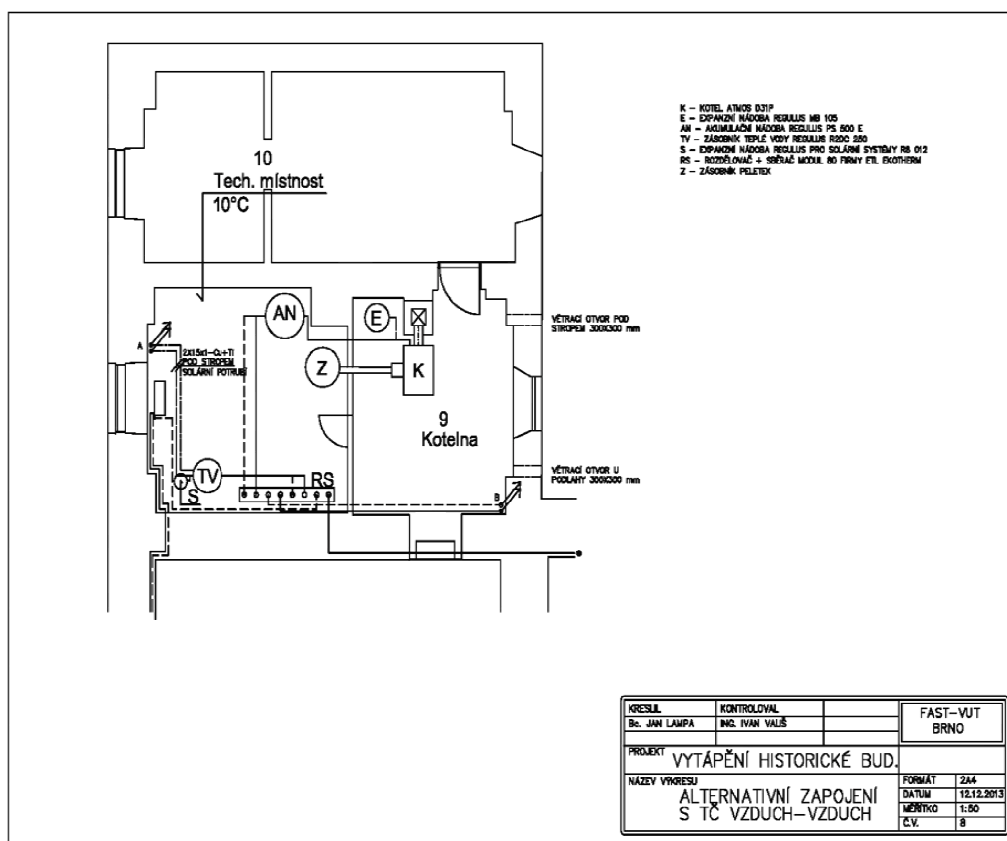 K – KOTEL ATMOS D31P
E – EXPANZNÍ NÁDOBA REGULUS MB 105
AN – AKUMULAČNÍ NÁDOBA REGULUS PS 500 E
TV – ZÁSOBNÍK TEPLÉ VODY REGULUS R2DC 250
S – EXPANZNÍ NÁDOBA REGULUS PRO SOLÁRNÍ SYSTÉMY RS 012
RS – ROZDĚLOVAČ + SBĚRAČ MODUL 80 FIRMY ETL EKOTHERM
Z – ZÁSOBNÍK PELETEK
10
Tech. místnost
10°C
AN
E
VĚTRACÍ OTVOR POD
STROPEM 300X300 mm
A
2X15x1-Cu+TI
POD STROPEM
SOLÁRNÍ POTRUBÍ
Z
K
9
Kotelna
TV
S
RS
B
VĚTRACÍ OTVOR U
PODLAHY 300X300 mm
KRESLIL KONTROLOVAL
Bc. JAN LAMPA ING. IVAN VALIŠ
FAST-VUT
BRNO
PROJEKT VYTÁPĚNÍ HISTORICKÉ BUD.
NÁZEV VÝKRESU
ALTERNATIVNÍ ZAPOJENÍ
S TČ VZDUCH-VZDUCH
FORMÁT 2A4
DATUM 12.12.2013
MĚŘÍTKO 1:50
Č.V. 8